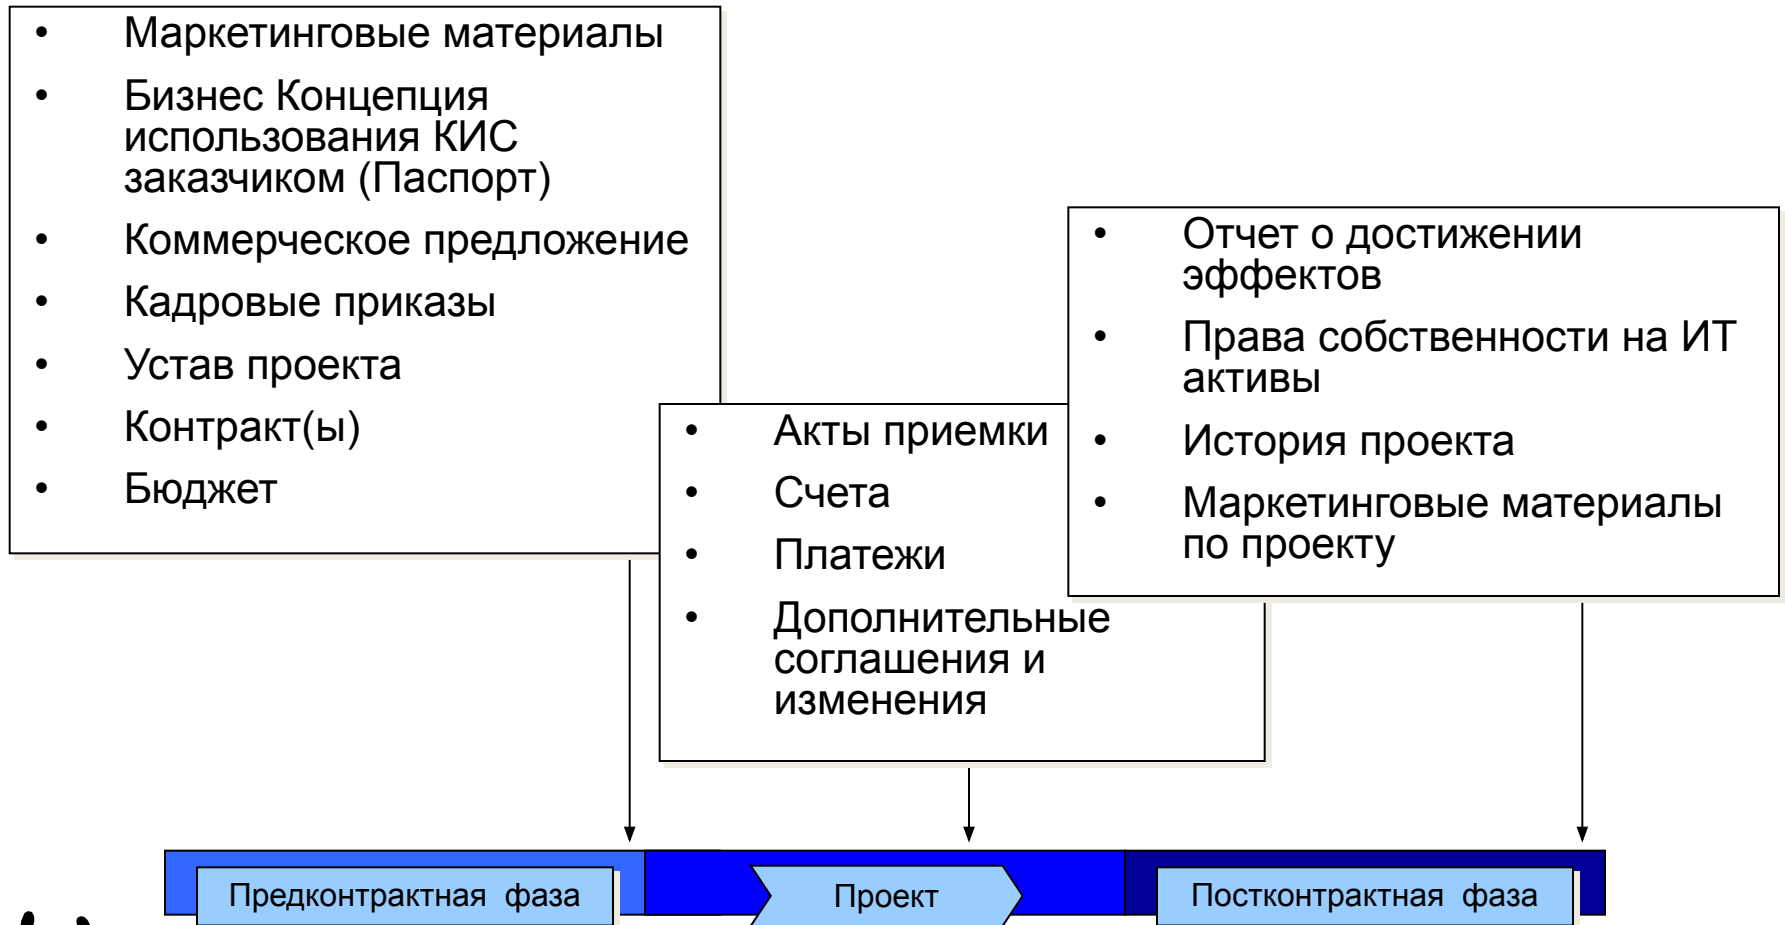 • Маркетинговые материалы
• Бизнес Концепция
использования КИС
заказчиком (Паспорт)
• Коммерческое предложение
• Кадровые приказы
• Устав проекта
• Контракт(ы)
• Бюджет
• Акты приемки
• Счета
• Платежи
• Дополнительные
соглашения и
изменения
• Отчет о достижении
эффектов
• Права собственности на ИТ
активы
• История проекта
• Маркетинговые материалы
по проекту
Предконтрактная фаза
Проект
Постконтрактная фаза